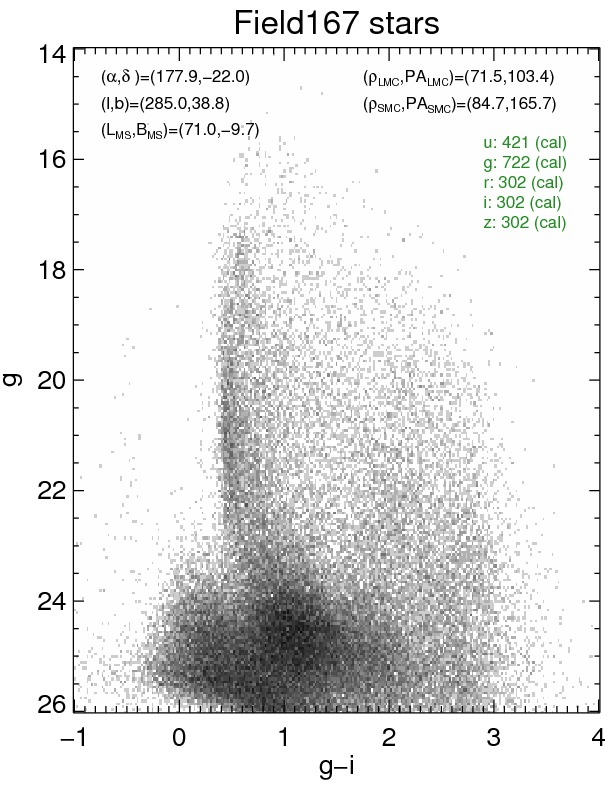 Field167 stars
(α,δ )=(177.9,−22.0)
(ρLMC,PALMC)=(71.5,103.4)
(l,b)=(285.0,38.8)
(ρSMC,PASMC)=(84.7,165.7)
(LMS,BMS)=(71.0,−9.7)
u: 421 (cal)
g: 722 (cal)
r: 302 (cal)
i: 302 (cal)
z: 302 (cal)
14
16
18
20
22
24
26
g
−1 0 1 2 3 4
g−i